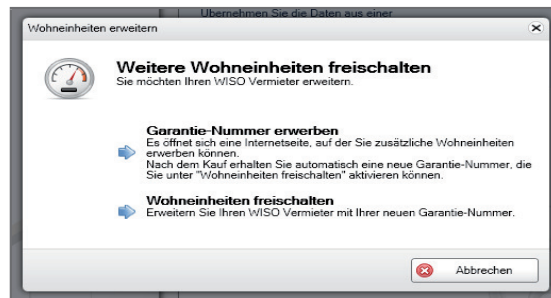 Übernehmen Sie die Daten aus einer
Wohneinheiten erweitern
Weitere Wohneinheiten freischalten
Sie möchten Ihren WISO Vermieter erweitern.
Garantie-Nummer erwerben
Es öffnet sich eine Internetseite, auf der Sie zusätzliche Wohneinheiten
erwerben können.
Nach dem Kauf erhalten Sie automatisch eine neue Garantie-Nummer, die
Sie unter "Wohneinheiten freischalten" aktivieren können.
Wohneinheiten freischalten
Erweitern Sie Ihren WISO Vermieter mit Ihrer neuen Garantie-Nummer.
Abbrechen